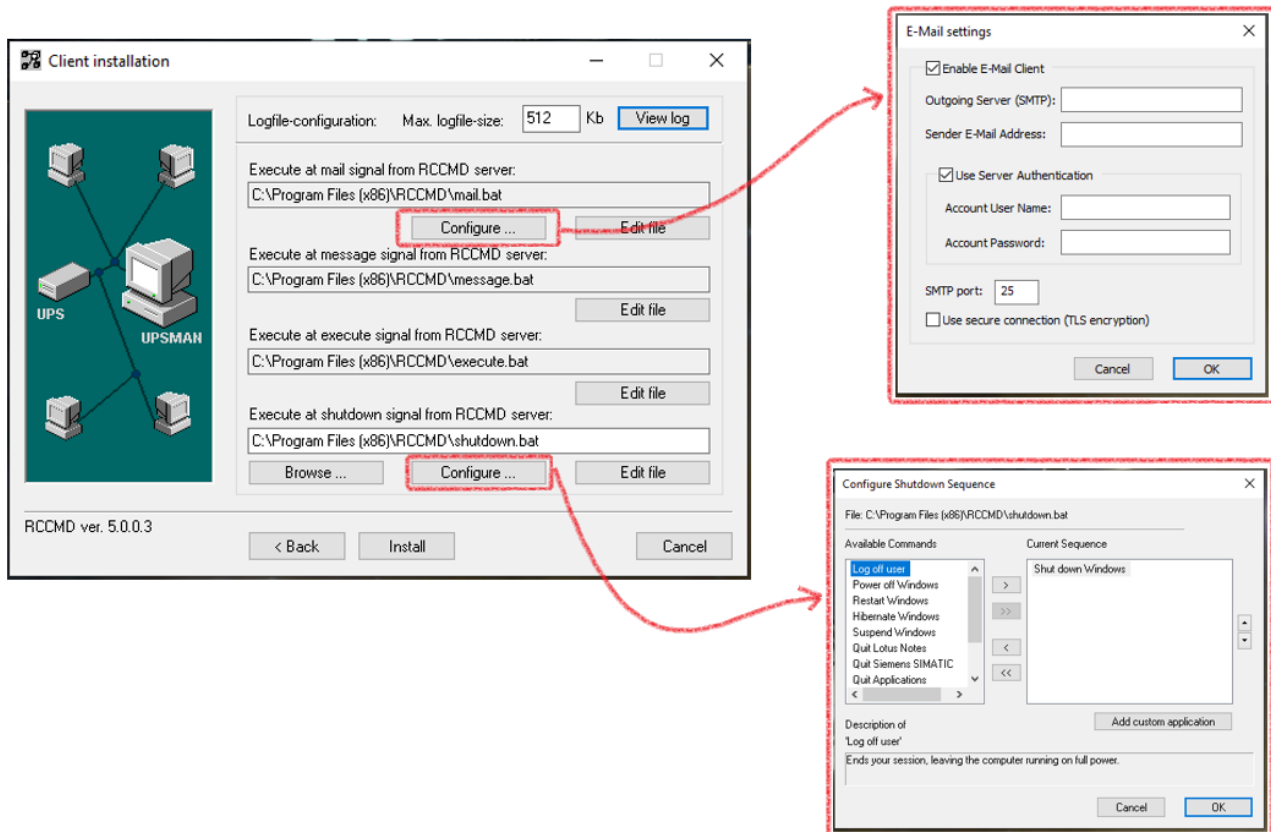 Client installation
Logfile-configuration: Max. logfile-size: 512 Kb View log
Execute at mail signal from RCCMD server:
C:\Program Files (x86)\RCCMD\mail.bat
Configure ... Edit file
Execute at message signal from RCCMD server:
C:\Program Files (x86)\RCCMD\message.bat
Edit file
Execute at execute signal from RCCMD server:
C:\Program Files (x86)\RCCMD\execute.bat
Edit file
Execute at shutdown signal from RCCMD server:
C:\Program Files (x86)\RCCMD\shutdown.bat
Browse ... Configure ... Edit file
UPS
UPSMAN
RCCMD ver. 5.0.0.3
< Back Install Cancel
E-Mail settings
Enable E-Mail Client
Outgoing Server (SMTP):
Sender E-Mail Address:
Use Server Authentication
Account User Name:
Account Password:
SMTP port: 25
Use secure connection (TLS encryption)
Cancel OK
Configure Shutdown Sequence
File: C:\Program Files (x86)\RCCMD\shutdown.bat
Available Commands Current Sequence
Log off user Shut down Windows
Power off Windows >
Restart Windows
Hibernate Windows >>
Suspend Windows
Quit Lotus Notes <
Quit Siemens SIMATIC
Quit Applications <<
Description of Add custom application
'Log off user'
Ends your session, leaving the computer running on full power.
Cancel OK